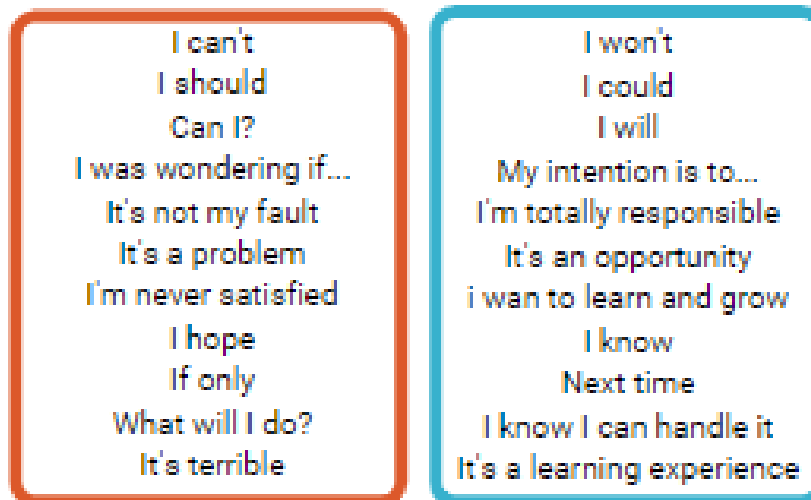 I can't
I should
Can I?
I was wondering if...
It's not my fault
It's a problem
I'm never satisfied
I hope
If only
What will I do?
It's terrible
I won't
I could
I will
My intention is to...
I'm totally responsible
It's an opportunity
i wan to learn and grow
I know
Next time
I know I can handle it
It's a learning experience